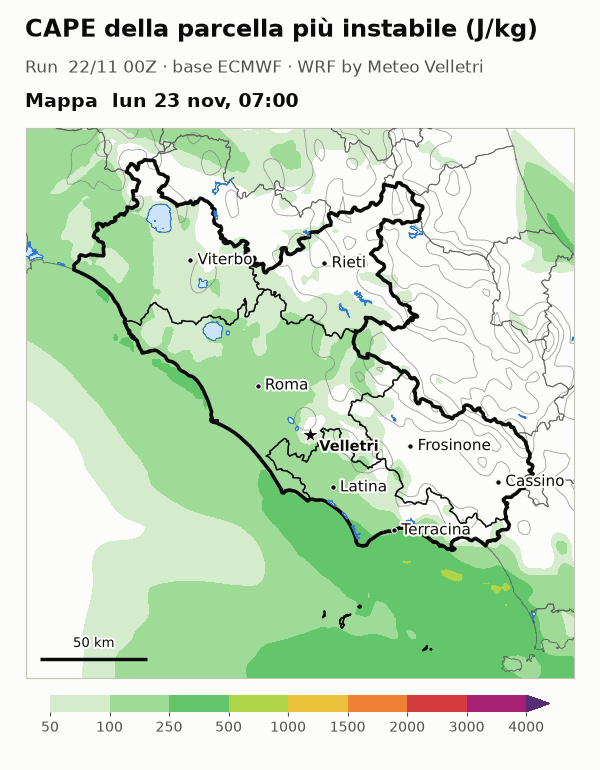 CAPE della parcella più instabile (J/kg)
Run  22/11 00Z · base ECMWF · WRF by Meteo Velletri
Mappa  lun 23 nov, 07:00
Viterbo
Rieti
Roma
Velletri
Frosinone
Cassino
Latina
Terracina
50 km
50 100 250 500 1000 1500 2000 3000 4000